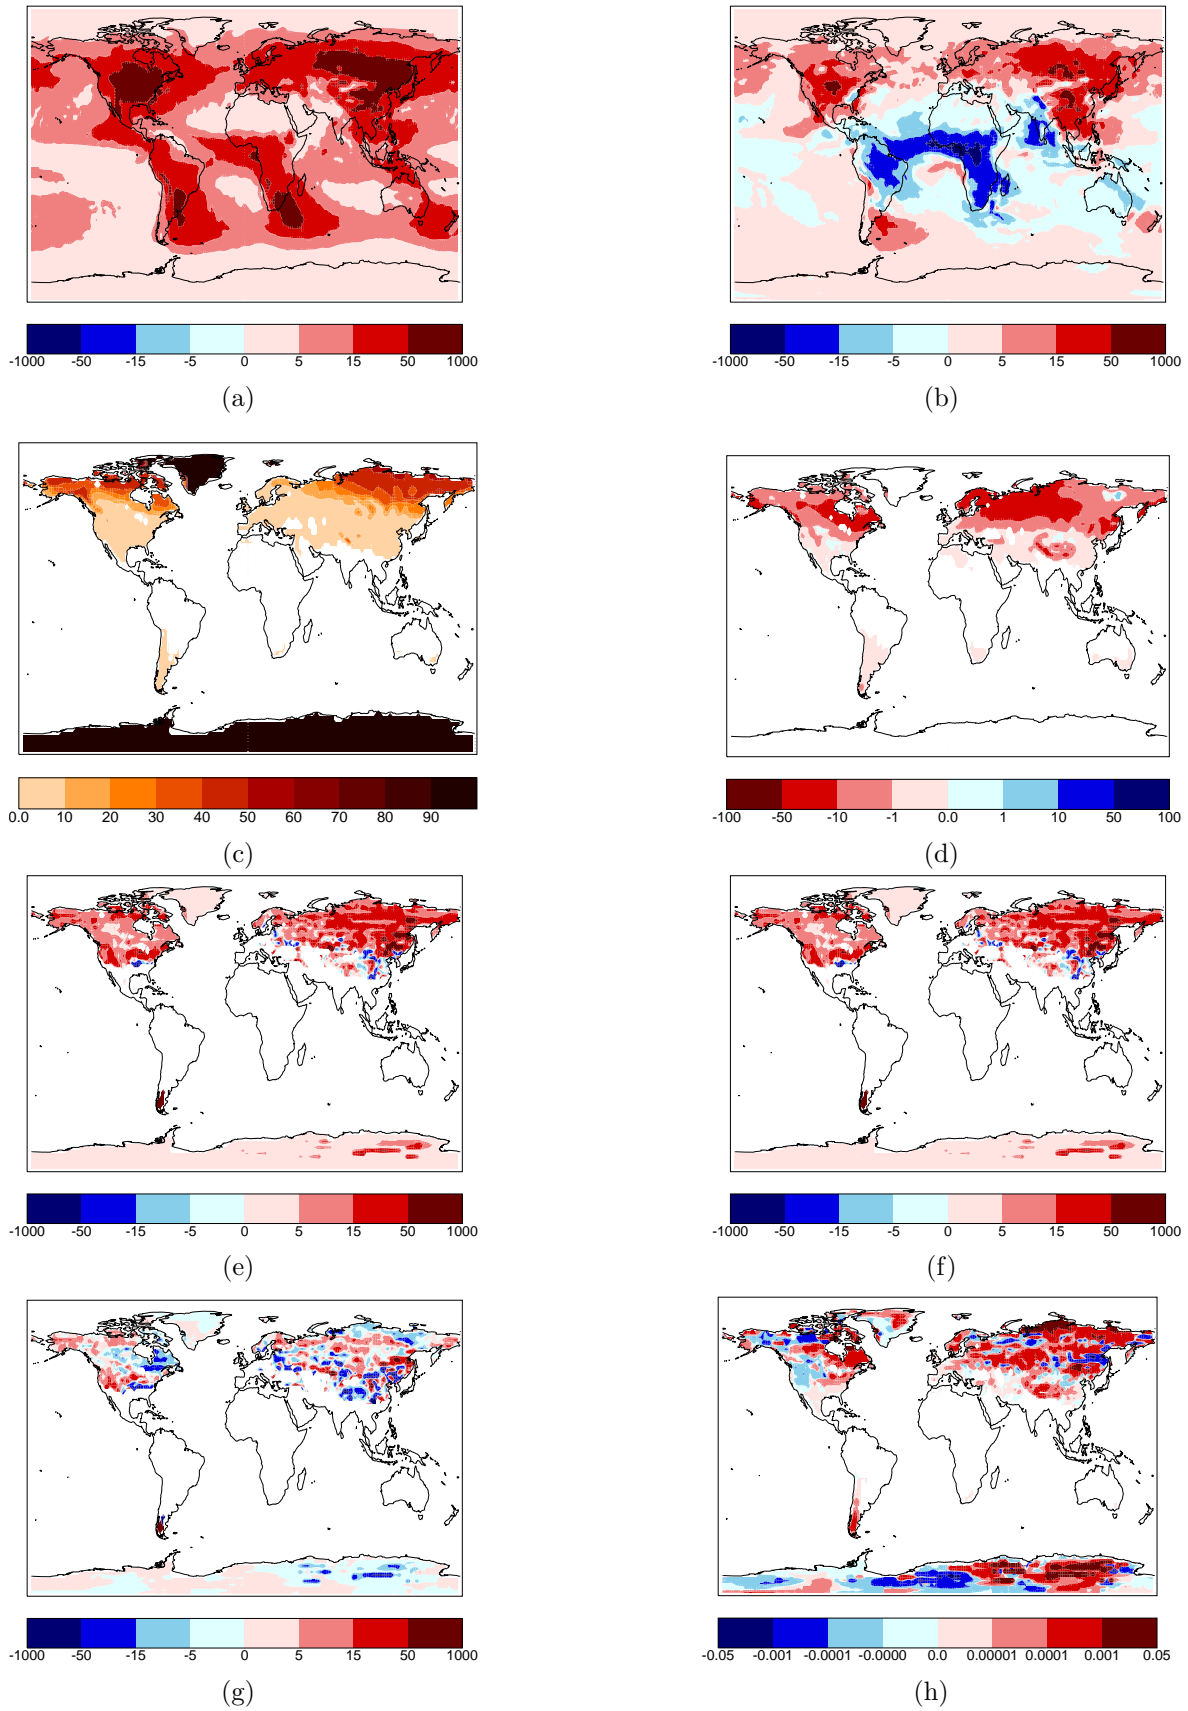 -1000 -50 -15 -5 0 5 15 50 1000
(a)
-1000 -50 -15 -5 0 5 15 50 1000
(b)
0.0 10 20 30 40 50 60 70 80 90
(c)
-100 -50 -10 -1 0.0 1 10 50 100
(d)
-1000 -50 -15 -5 0 5 15 50 1000
(e)
-1000 -50 -15 -5 0 5 15 50 1000
(f)
-1000 -50 -15 -5 0 5 15 50 1000
(g)
-0.05 -0.001 -0.0001 -0.00000 0.0 0.00001 0.0001 0.001 0.05
(h)